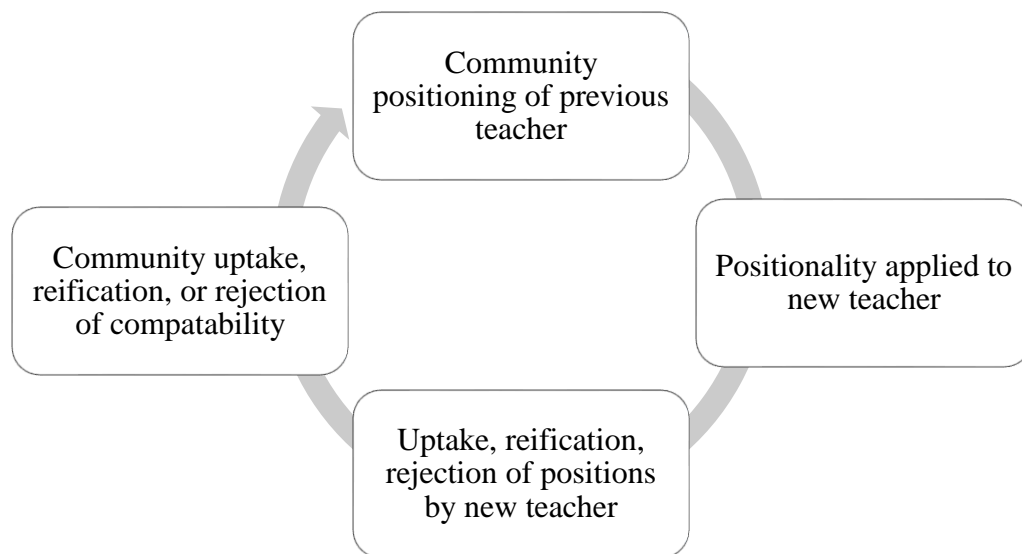 Community
positioning of previous
teacher
Positionality applied to
new teacher
Uptake, reification,
rejection of positions
by new teacher
Community uptake,
reification, or rejection
of compatability